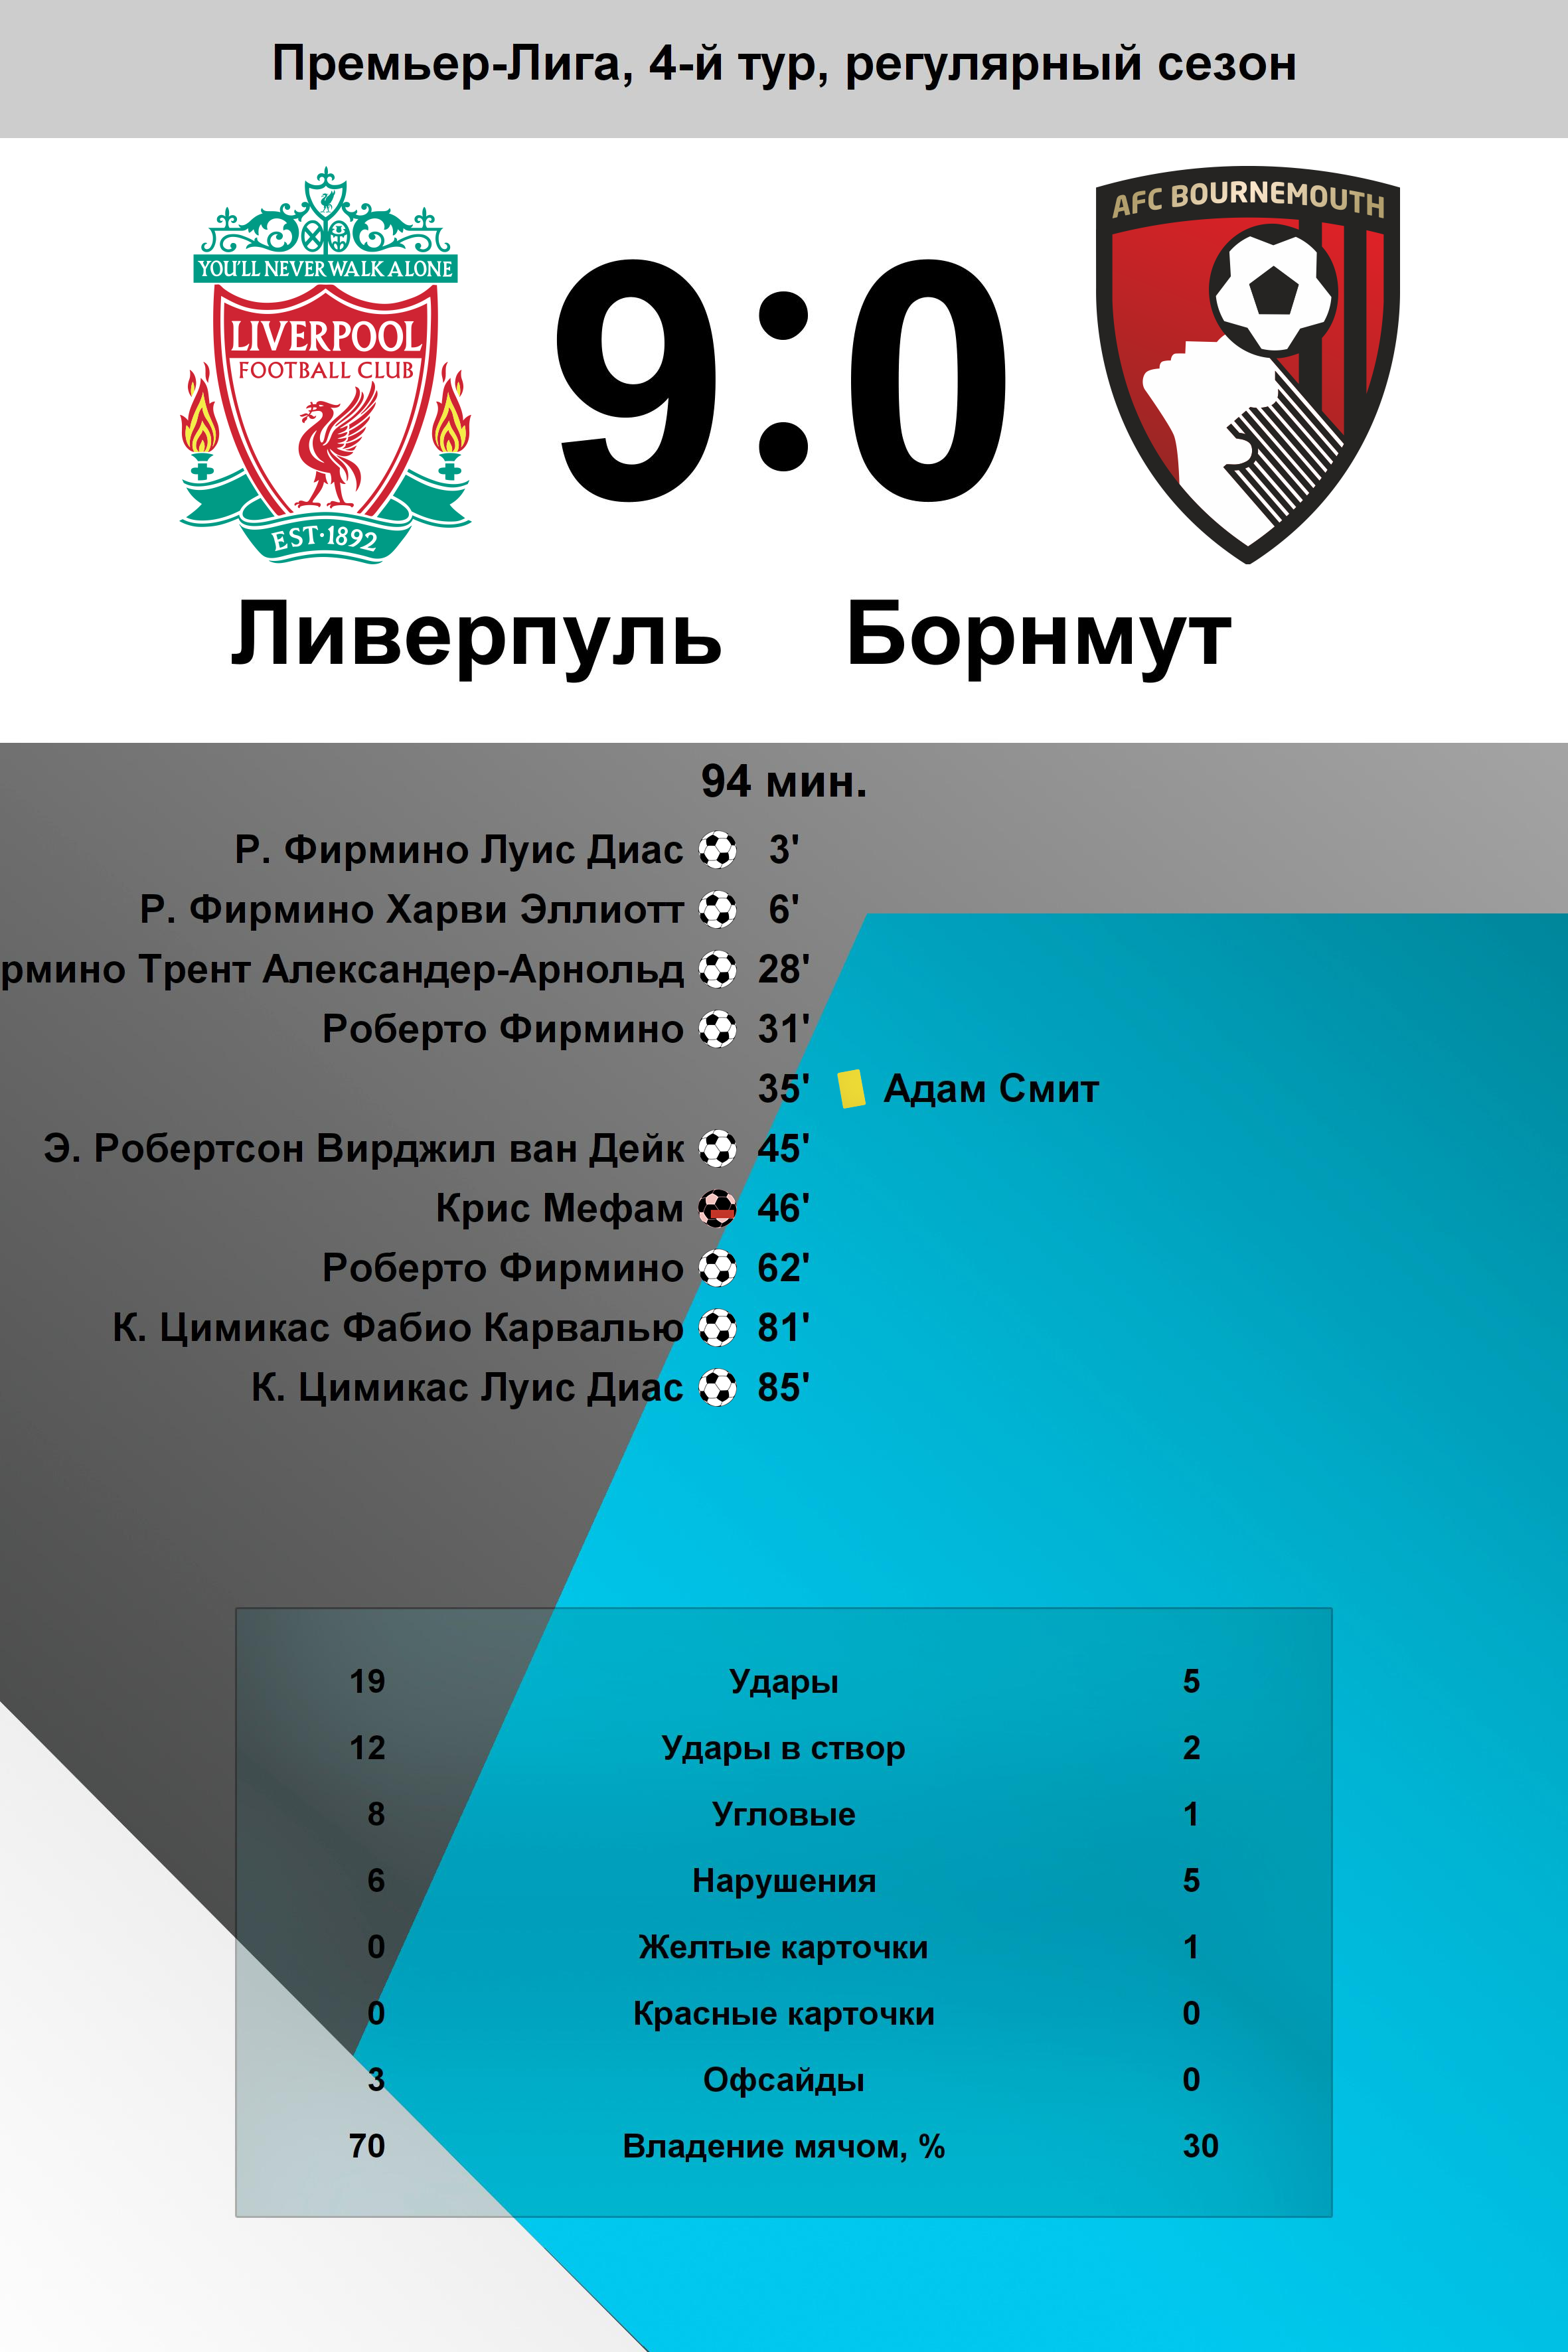 Премьер-Лига, 4-й тур, регулярный сезон
YOU'LL NEVER WALK ALONE
LIVERPOOL
FOOTBALL CLUB
EST·1892
9:0
AFC BOURNEMOUTH
Ливерпуль Борнмут
94 мин.
Р. Фирмино Луис Диас 3'
Р. Фирмино Харви Эллиотт 6'
рмино Трент Александер-Арнольд 28'
Роберто Фирмино 31'
35' Адам Смит
Э. Робертсон Вирджил ван Дейк 45'
Крис Мефам 46'
Роберто Фирмино 62'
К. Цимикас Фабио Карвалью 81'
К. Цимикас Луис Диас 85'
19 Удары 5
12 Удары в створ 2
8 Угловые 1
6 Нарушения 5
0 Желтые карточки 1
0 Красные карточки 0
3 Офсайды 0
70 Владение мячом, % 30